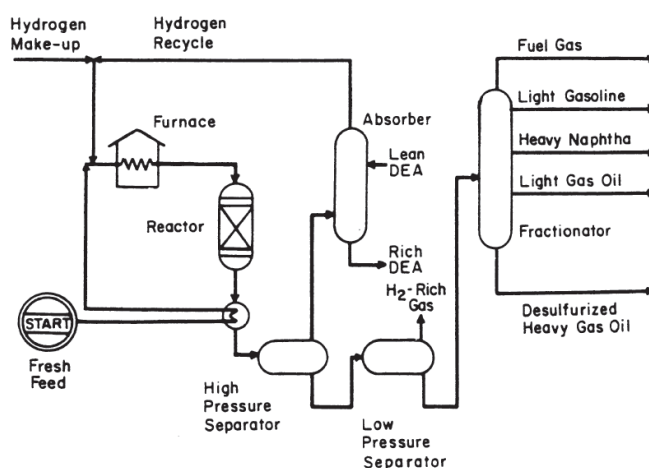 Hydrogen
Make-up
Hydrogen
Recycle
Furnace
Reactor
START
Fresh
Feed
High
Pressure
Separator
Absorber
Lean
DEA
Rich
DEA
H2-Rich
Gas
Low
Pressure
Separator
Fuel Gas
Light Gasoline
Heavy Naphtha
Light Gas Oil
Fractionator
Desulfurized
Heavy Gas Oil